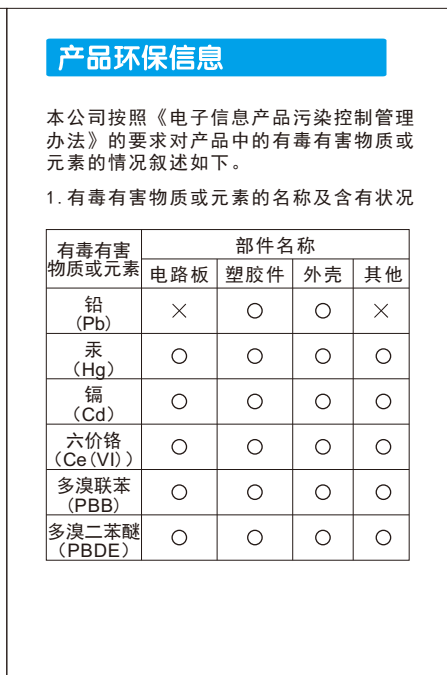 产品环保信息
本公司按照《电子信息产品污染控制管理
办法》的要求对产品中的有毒有害物质或
元素的情况叙述如下。
1.有毒有害物质或元素的名称及含有状况
有毒有害
物质或元素
部件名称
电路板 塑胶件 外壳 其他
铅
(Pb)
× ○ ○ ×
汞
(Hg)
○ ○ ○ ○
镉
(Cd)
○ ○ ○ ○
六价铬
(Ce(VI))
○ ○ ○ ○
多溴联苯
(PBB)
○ ○ ○ ○
多溴二苯醚
(PBDE)
○ ○ ○ ○